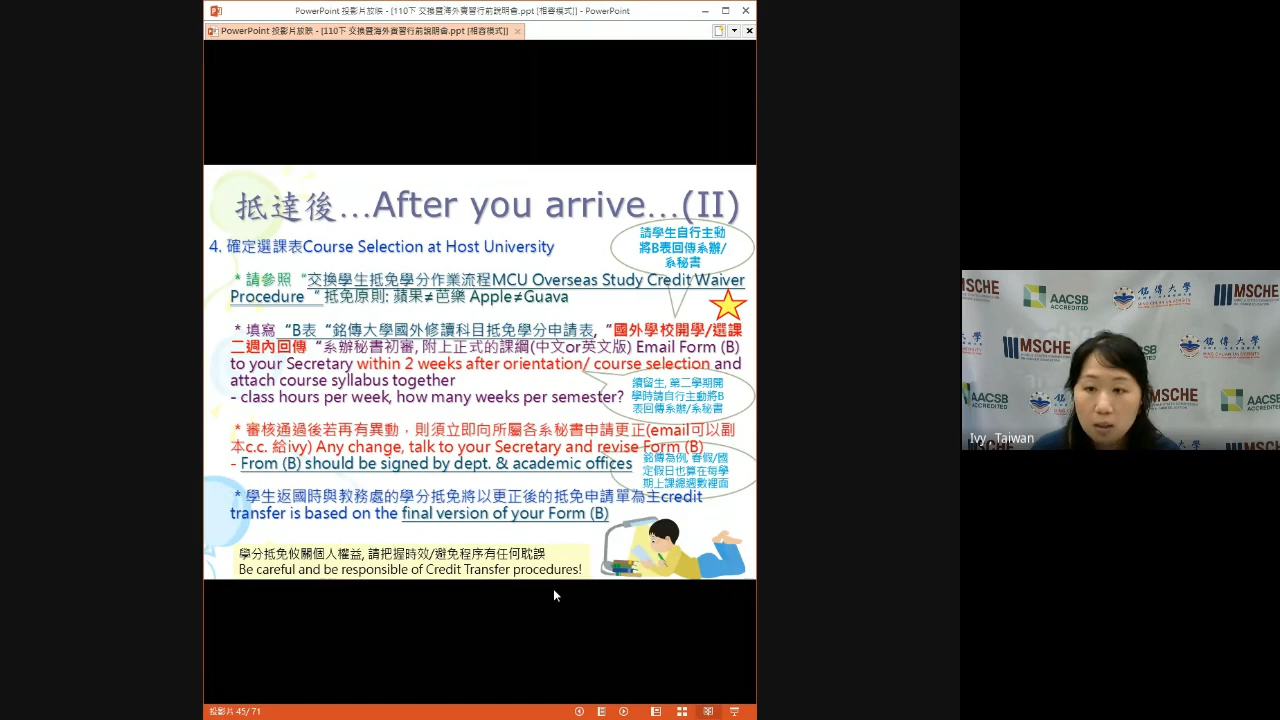 PowerPoint 投影片放映 - [110下 交換暨海外實習行前說明會.ppt [相容模式]] - PowerPoint
PowerPoint 投影片放映 - [110下 交換暨海外實習行前說明會.ppt [相容模式]]
抵達後...After you arrive...(II)
請學生自行主動
將B表回傳系辦/
系秘書
4. 確定選課表Course Selection at Host University
* 請參照 “交換學生抵免學分作業流程MCU Overseas Study Credit Waiver
Procedure “ 抵免原則: 蘋果≠芭樂 Apple≠Guava
* 填寫 “B表 “銘傳大學國外修讀科目抵免學分申請表, “國外學校開學/選課
二週內回傳 “系辦秘書初審, 附上正式的課綱(中文or英文版) Email Form (B)
to your Secretary within 2 weeks after orientation/ course selection and
attach course syllabus together
- class hours per week, how many weeks per semester?
續留生, 第二學期開
學時請自行主動將B
表回傳系辦/系秘書
* 審核通過後若再有異動，則須立即向所屬各系秘書申請更正(email可以副
本c.c. 給ivy) Any change, talk to your Secretary and revise Form (B)
- From (B) should be signed by dept. & academic offices
銘傳為例, 春假/國
定假日也算在每學
期上課總週數裡面
* 學生返國時與教務處的學分抵免將以更正後的抵免申請單為主credit
transfer is based on the final version of your Form (B)
學分抵免攸關個人權益, 請把握時效/避免程序有任何耽誤
Be careful and be responsible of Credit Transfer procedures!
投影片 45/ 71
MSCHE
AACSB
ACCREDITED
銘傳大學
MING CHUAN UNIVERSITY
MSCHE
MSCHE
銘傳大學
MING CHUAN UNIVERSITY
AACSB
ACCREDITED
銘傳大學
MSCHE
AACSB
ACCREDITED
Ivy , Taiwan